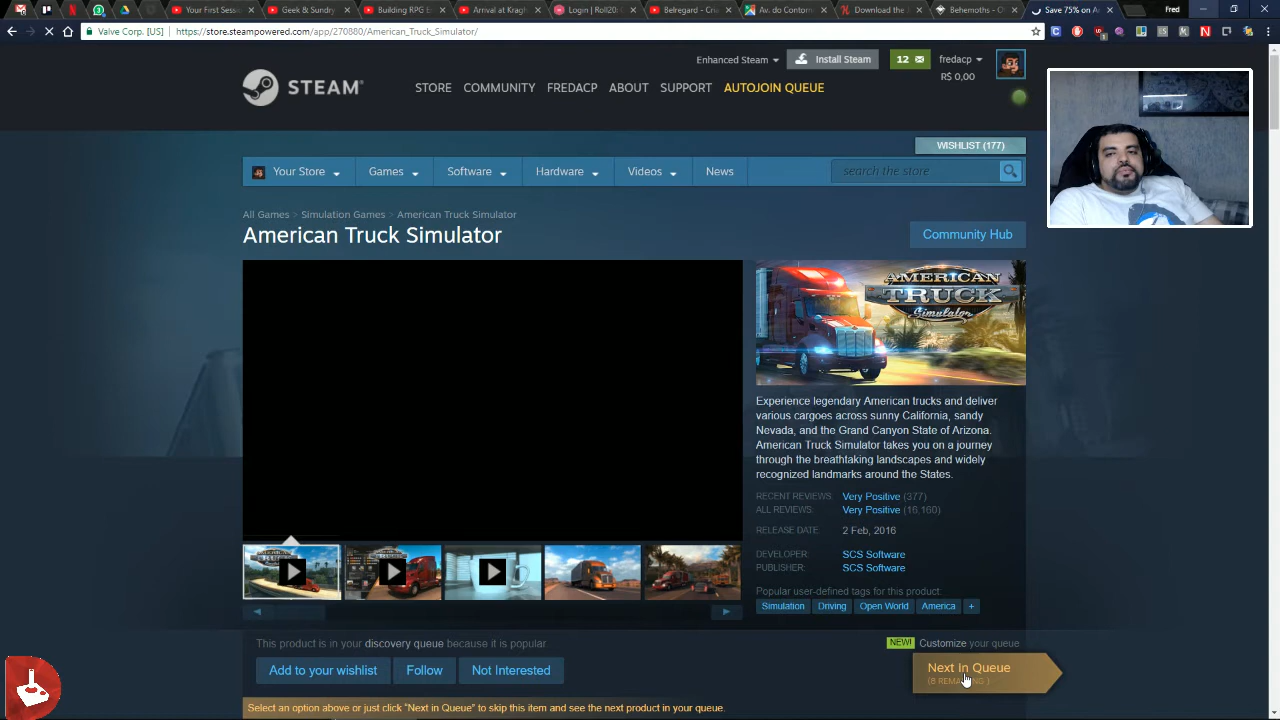 Your First Sess
Geek & Sundry
Building RPG E
Arrival at Kragh
Login | Roll20:
Belregard - Cria
Av. do Contorn
Download the
Behemoths - O
Save 75% on A
Fred
Valve Corp. [US]
https://store.steampowered.com/app/270880/American_Truck_Simulator/
STEAM
Enhanced Steam
Install Steam
12
fredacp
R$ 0,00
STORE
COMMUNITY
FREDACP
ABOUT
SUPPORT
AUTOJOIN QUEUE
WISHLIST (177)
Your Store
Games
Software
Hardware
Videos
News
search the store
All Games > Simulation Games > American Truck Simulator
American Truck Simulator
Community Hub
AMERICAN
TRUCK
Simulator
Experience legendary American trucks and deliver
various cargoes across sunny California, sandy
Nevada, and the Grand Canyon State of Arizona.
American Truck Simulator takes you on a journey
through the breathtaking landscapes and widely
recognized landmarks around the States.
RECENT REVIEWS: Very Positive (377)
ALL REVIEWS: Very Positive (16,160)
RELEASE DATE: 2 Feb, 2016
DEVELOPER: SCS Software
PUBLISHER: SCS Software
Popular user-defined tags for this product:
Simulation
Driving
Open World
America
+
This product is in your discovery queue because it is popular.
NEW! Customize your queue
Add to your wishlist
Follow
Not Interested
Next In Queue
(8 REMAINING )
Select an option above or just click "Next in Queue" to skip this item and see the next product in your queue.